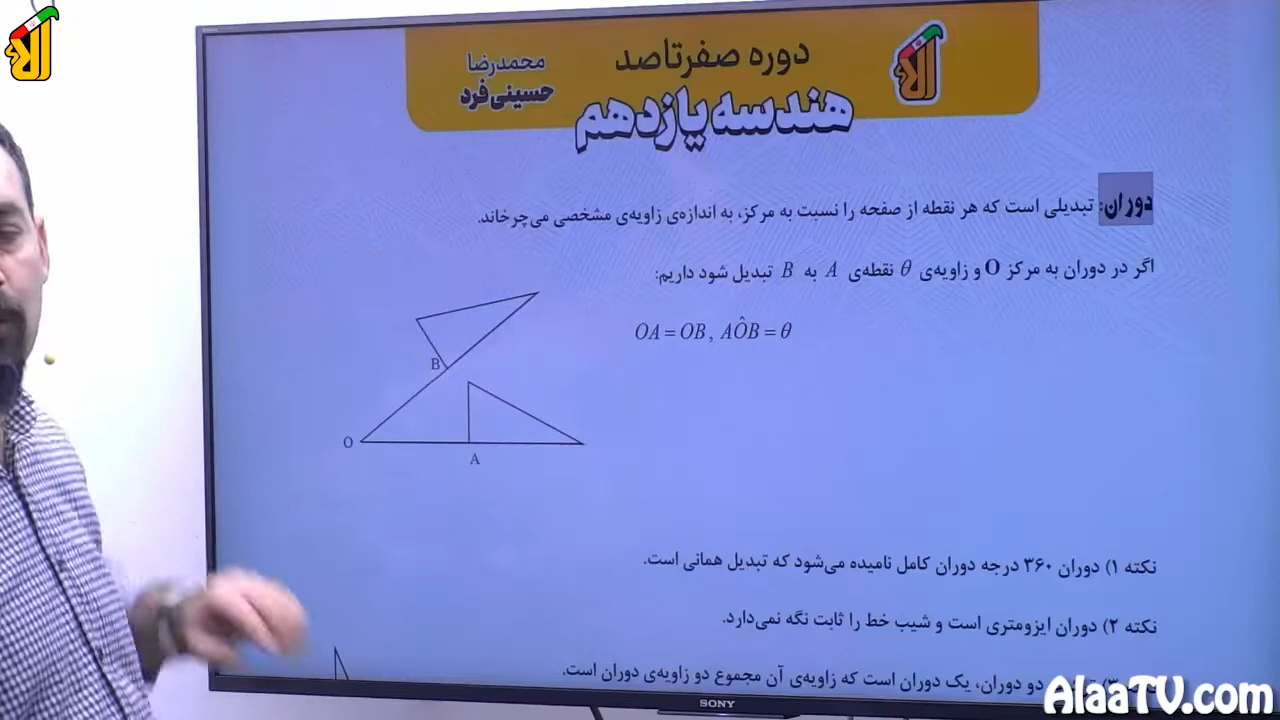 دوره صفرتاصد
محمدرضا
حسینی‌فرد
هندسه یازدهم
دوران: تبدیلی است که هر نقطه از صفحه را نسبت به مرکز، به اندازه‌ی زاویه‌ی مشخصی می‌چرخاند.
اگر در دوران به مرکز O و زاویه‌ی θ نقطه‌ی A به B تبدیل شود داریم:
OA = OB , AÔB = θ
B
O
A
نکته ۱) دوران ۳۶۰ درجه دوران کامل نامیده می‌شود که تبدیل همانی است.
نکته ۲) دوران ایزومتری است و شیب خط را ثابت نگه نمی‌دارد.
دو دوران، یک دوران است که زاویه‌ی آن مجموع دو زاویه‌ی دوران است.
SONY
AlaaTV.com